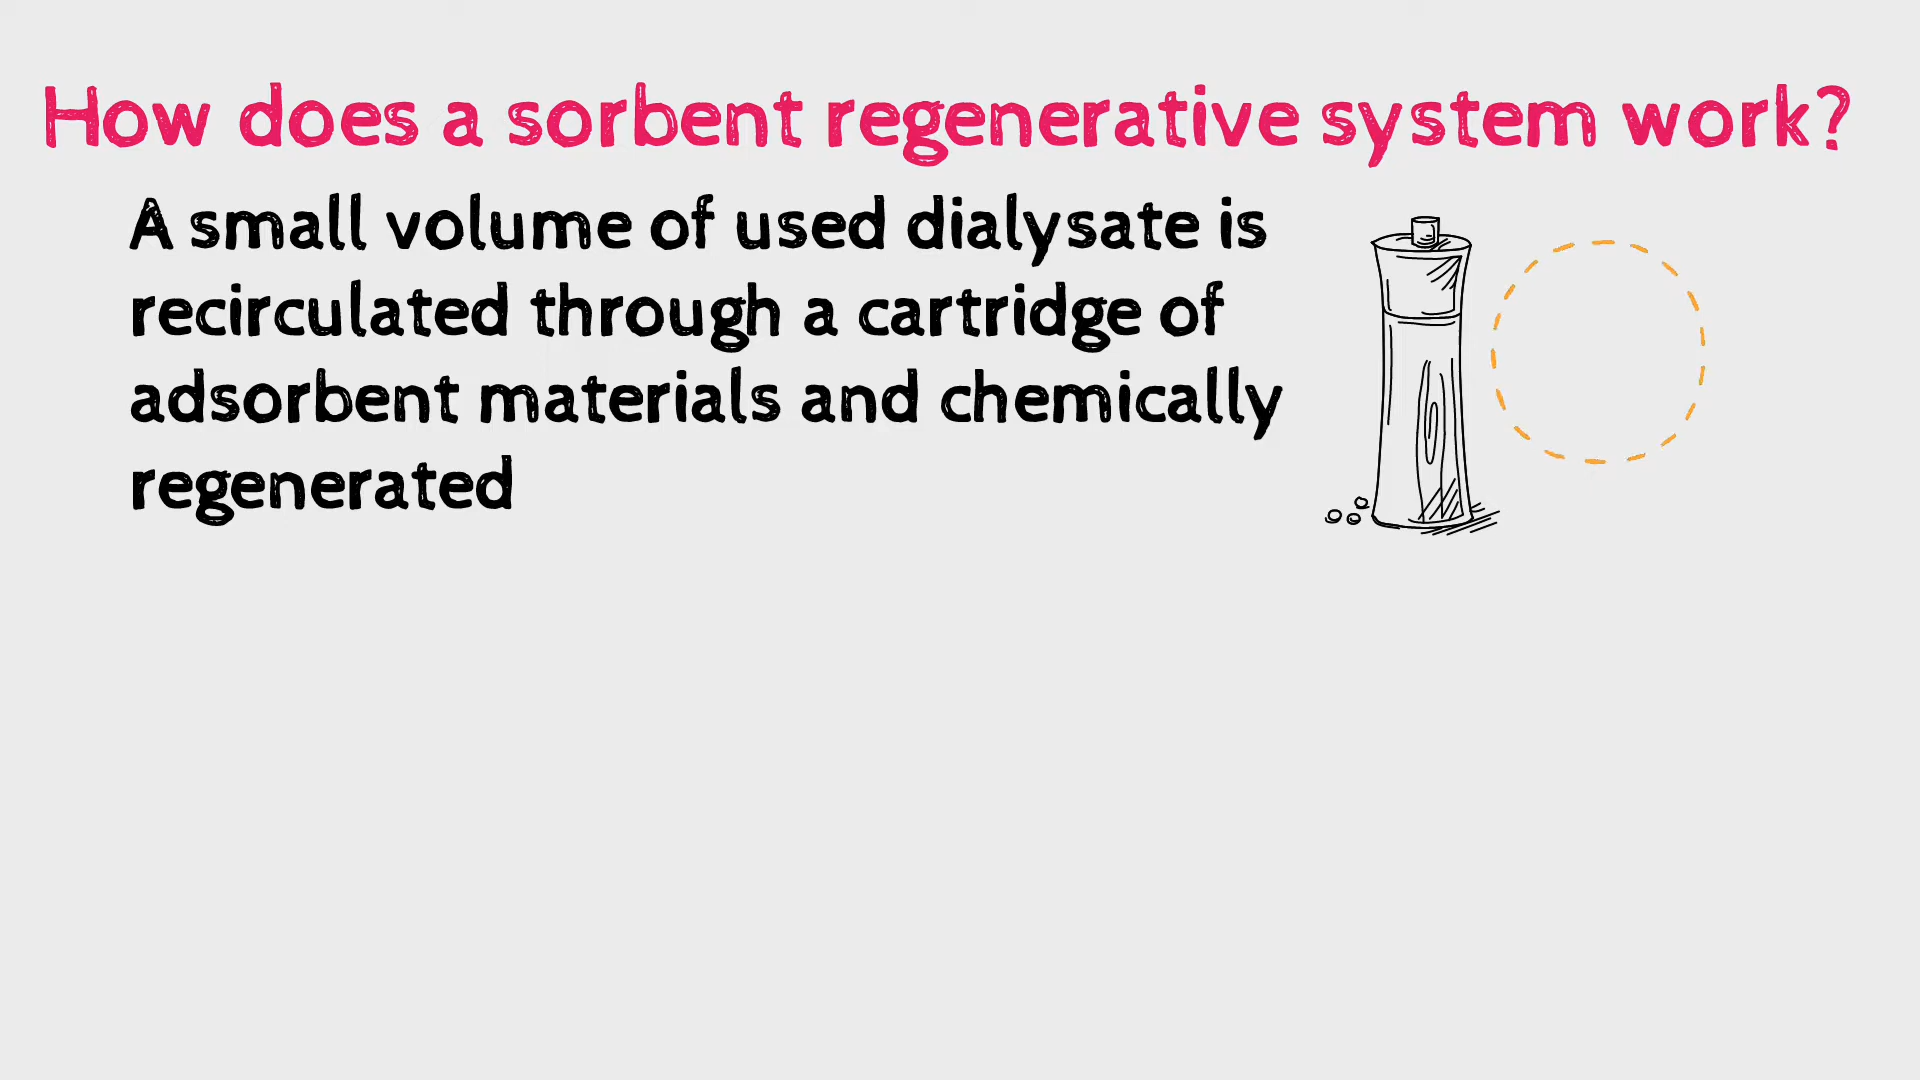 How does a sorbent regenerative system work?
A small volume of used dialysate is
recirculated through a cartridge of
adsorbent materials and chemically
regenerated